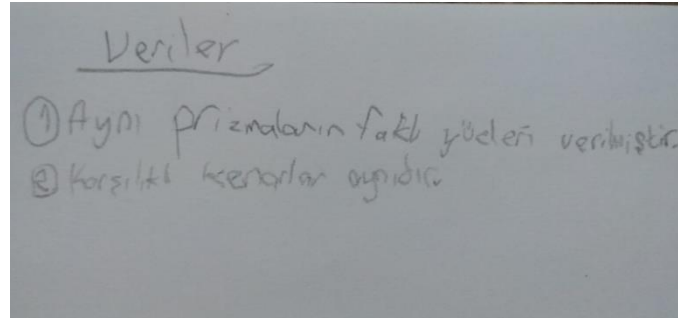 Veriler
① Aynı prizmaların faklı yüzleri verilmiştir.
② Karşılıklı kenarlar aynıdır.